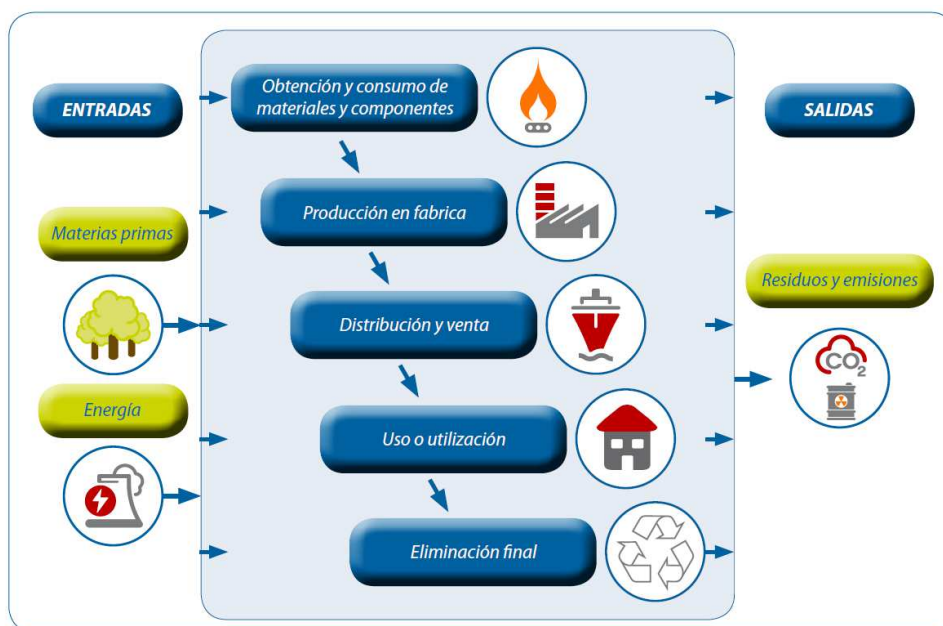 ENTRADAS
Obtención y consumo de
materiales y componentes
SALIDAS
Materias primas
Producción en fabrica
Residuos y emisiones
Distribución y venta
CO2
Energía
Uso o utilización
Eliminación final